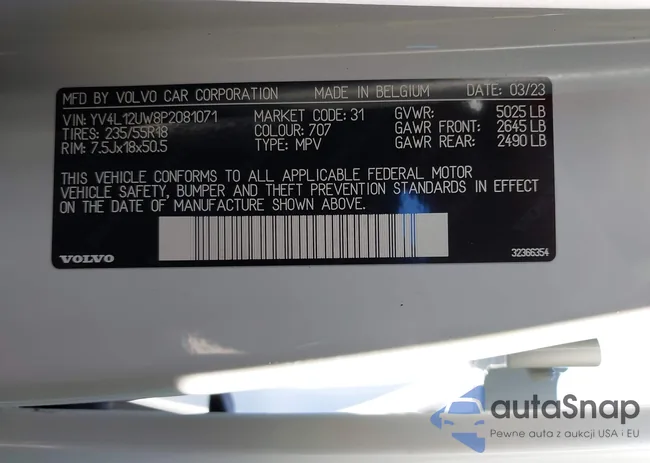 MFD BY VOLVO CAR CORPORATION MADE IN BELGIUM DATE: 03/23
VIN: YV4L12UW8P2081071 MARKET CODE: 31 GVWR: 5025 LB
TIRES: 235/55R18 COLOUR: 707 GAWR FRONT: 2645 LB
RIM: 7.5Jx18x50.5 TYPE: MPV GAWR REAR: 2490 LB
THIS VEHICLE CONFORMS TO ALL APPLICABLE FEDERAL MOTOR
VEHICLE SAFETY, BUMPER AND THEFT PREVENTION STANDARDS IN EFFECT
ON THE DATE OF MANUFACTURE SHOWN ABOVE.
VOLVO 32366354
autaSnap
Pewne auta z aukcji USA i EU